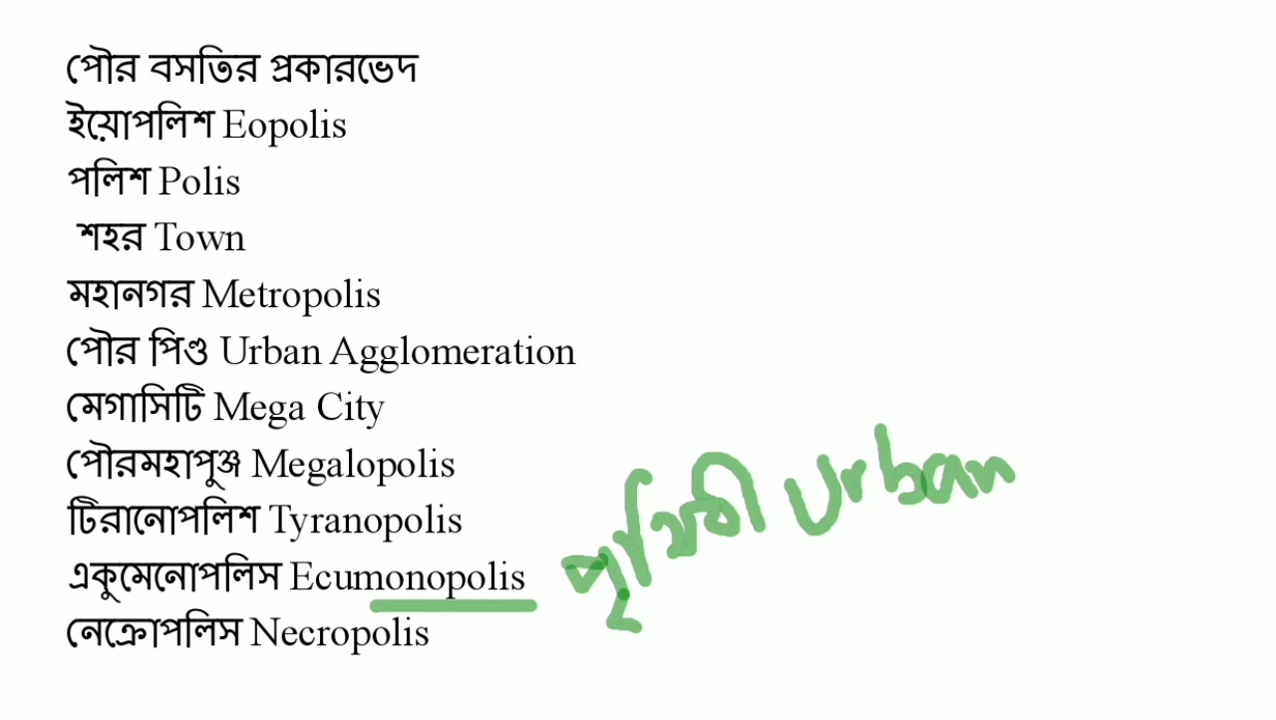 পৌর বসতির প্রকারভেদ
ইয়োপলিশ Eopolis
পলিশ Polis
শহর Town
মহানগর Metropolis
পৌর পিণ্ড Urban Agglomeration
মেগাসিটি Mega City
পৌরমহাপুঞ্জ Megalopolis
টিরানোপলিশ Tyranopolis
একুমেনোপলিস Ecumonopolis
পৃথিবী Urban
নেক্রোপলিস Necropolis